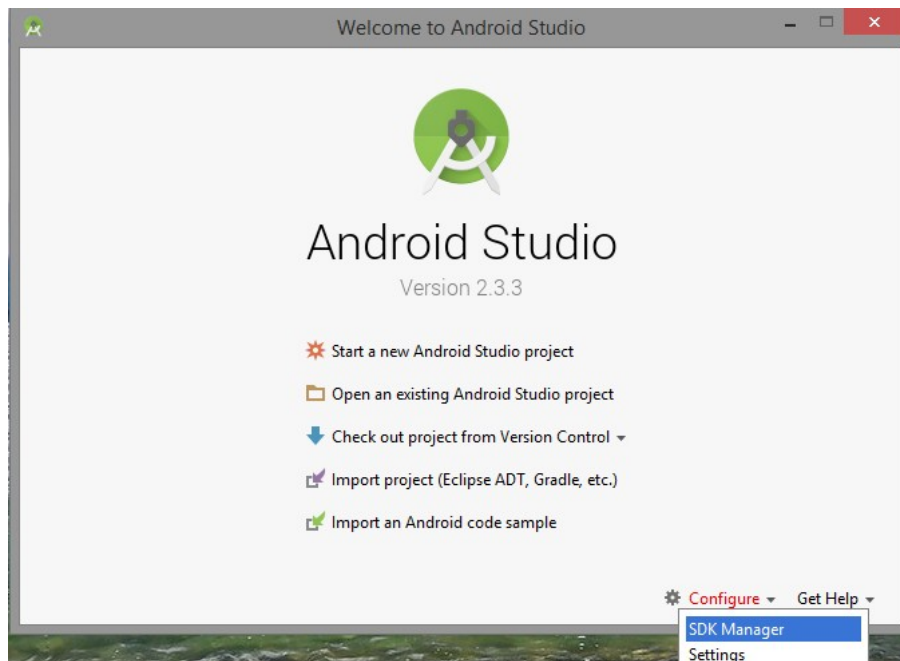 Welcome to Android Studio
Android Studio
Version 2.3.3
Start a new Android Studio project
Open an existing Android Studio project
Check out project from Version Control
Import project (Eclipse ADT, Gradle, etc.)
Import an Android code sample
Configure Get Help
SDK Manager
Settings